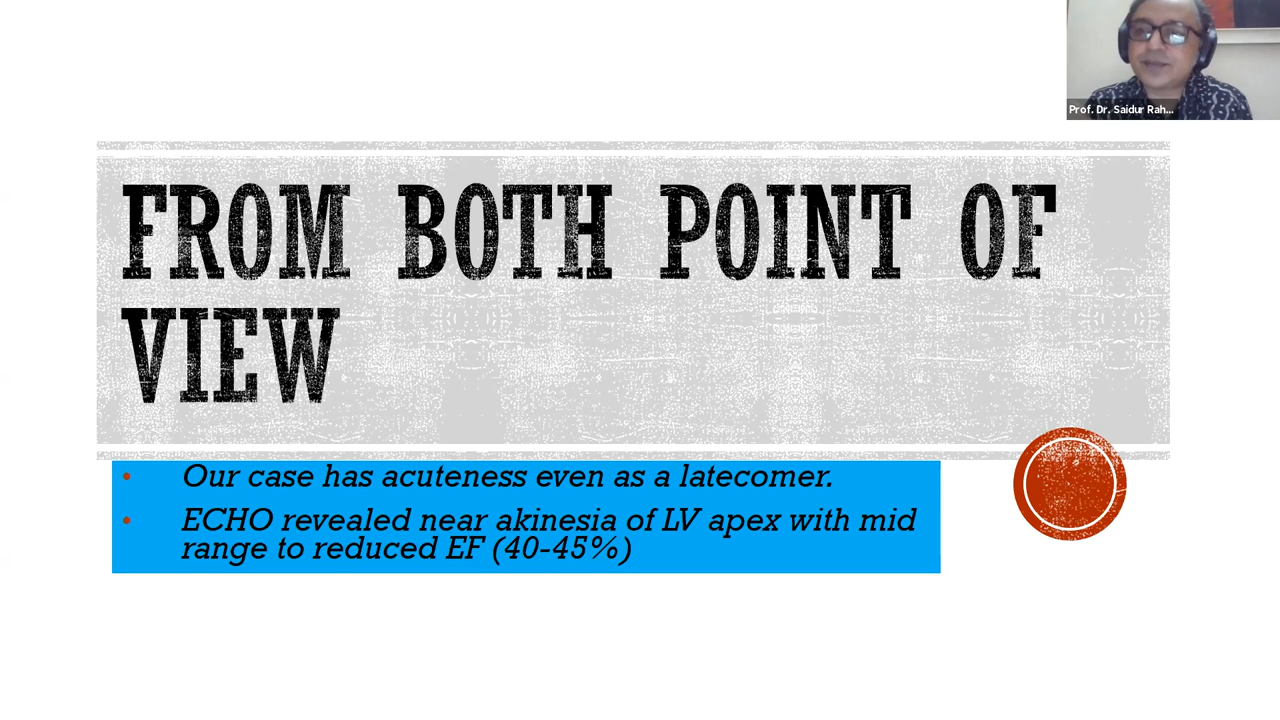 Prof. Dr. Saidur Rah...
FROM BOTH POINT OF
VIEW
• Our case has acuteness even as a latecomer.
• ECHO revealed near akinesia of LV apex with mid
range to reduced EF (40-45%)